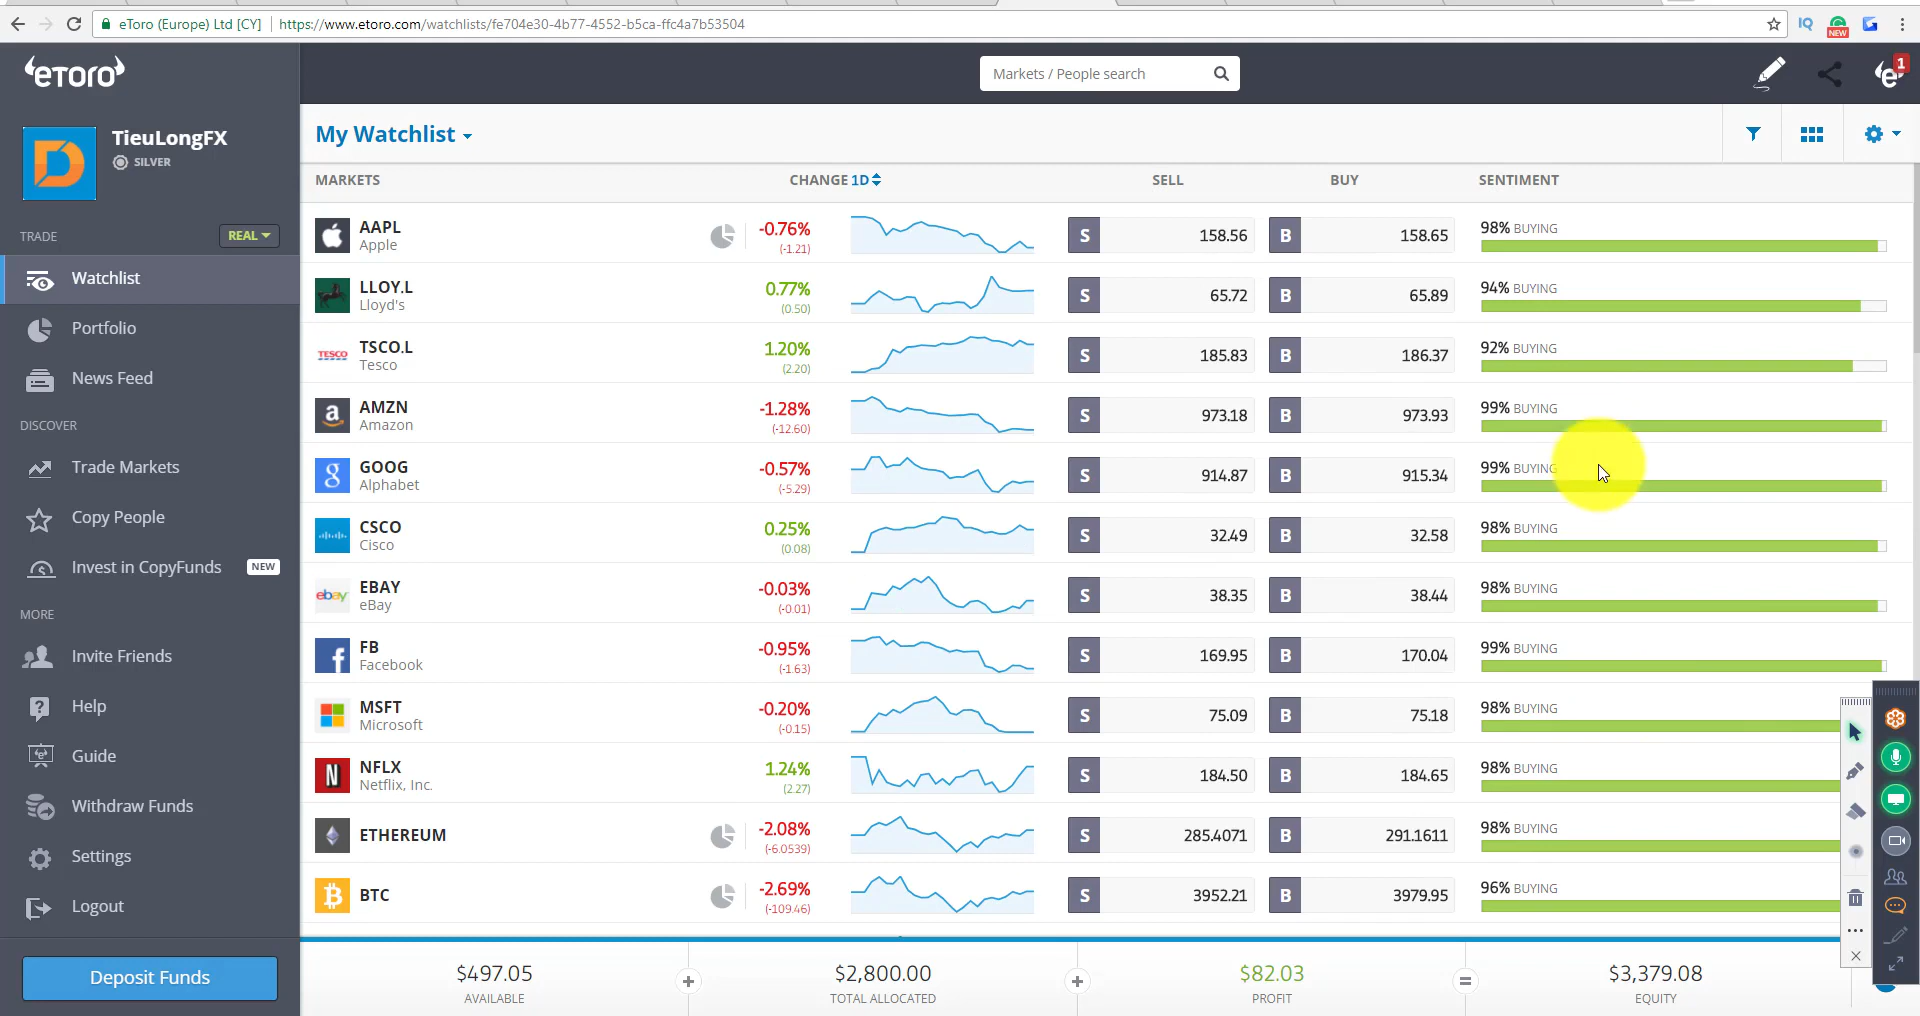 eToro (Europe) Ltd [CY] https://www.etoro.com/watchlists/fe704e30-4b77-4552-b5ca-ffc4a7b53504
IQ NEW
eToro Markets / People search 1
TieuLongFX
SILVER
TRADE REAL
Watchlist
Portfolio
News Feed
DISCOVER
Trade Markets
Copy People
Invest in CopyFunds NEW
MORE
Invite Friends
Help
Guide
Withdraw Funds
Settings
Logout
Deposit Funds
My Watchlist
MARKETS CHANGE 1D SELL BUY SENTIMENT
AAPL -0.76% S 158.56 B 158.65 98% BUYING
Apple (-1.21)
LLOY.L 0.77% S 65.72 B 65.89 94% BUYING
Lloyd's (0.50)
TESCO TSCO.L 1.20% S 185.83 B 186.37 92% BUYING
Tesco (2.20)
a AMZN -1.28% S 973.18 B 973.93 99% BUYING
Amazon (-12.60)
g GOOG -0.57% S 914.87 B 915.34 99% BUYING
Alphabet (-5.29)
CSCO 0.25% S 32.49 B 32.58 98% BUYING
Cisco (0.08)
ebay EBAY -0.03% S 38.35 B 38.44 98% BUYING
eBay (-0.01)
f FB -0.95% S 169.95 B 170.04 99% BUYING
Facebook (-1.63)
MSFT -0.20% S 75.09 B 75.18 98% BUYING
Microsoft (-0.15)
N NFLX 1.24% S 184.50 B 184.65 98% BUYING
Netflix, Inc. (2.27)
ETHEREUM -2.08% S 285.4071 B 291.1611 98% BUYING
(-6.0539)
BTC -2.69% S 3952.21 B 3979.95 96% BUYING
(-109.46)
$497.05 + $2,800.00 + $82.03 = $3,379.08
AVAILABLE TOTAL ALLOCATED PROFIT EQUITY